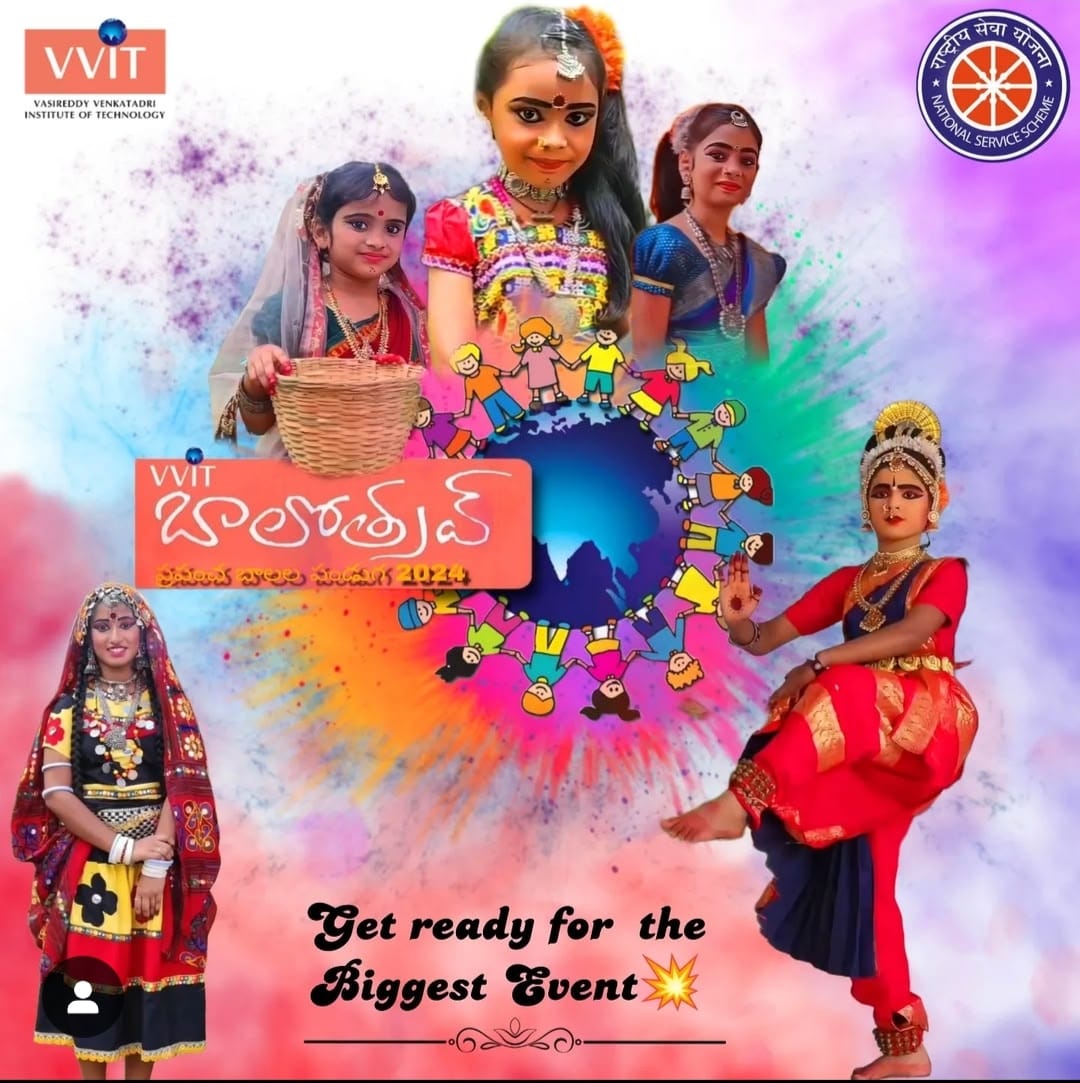 VVIT
VASIREDDY VENKATADRI
INSTITUTE OF TECHNOLOGY
राष्ट्रीय सेवा योजना
NATIONAL SERVICE SCHEME
VVIT
బాలోత్సవ్
ప్రపంచ బాలల పండుగ 2024
Get ready for the
Biggest Event💥